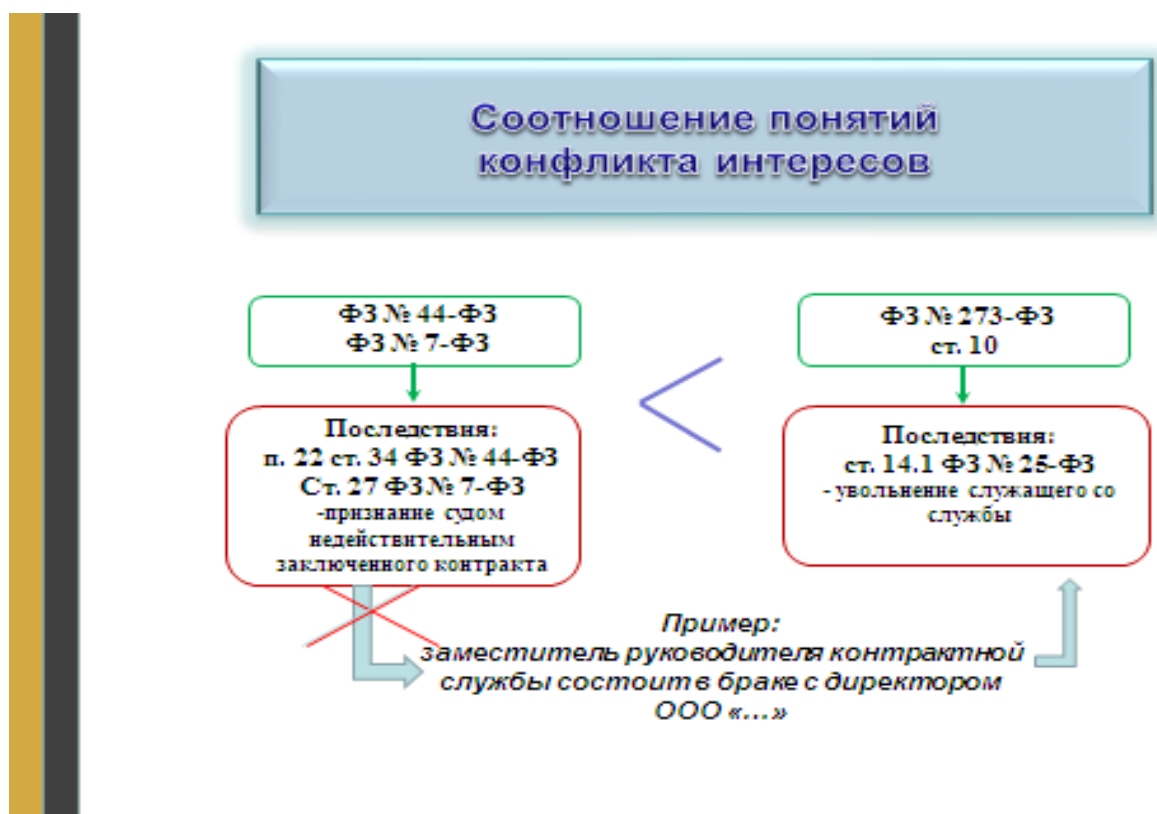 Соотношение понятий
конфликта интересов
ФЗ № 44-ФЗ
ФЗ № 7-ФЗ
Последствия:
п. 22 ст. 34 ФЗ № 44-ФЗ
Ст. 27 ФЗ № 7-ФЗ
-признание судом
недействительным
заключенного контракта
ФЗ № 273-ФЗ
ст. 10
Последствия:
ст. 14.1 ФЗ № 25-ФЗ
- увольнение служащего со
службы
Пример:
заместитель руководителя контрактной
службы состоит в браке с директором
ООО «…»